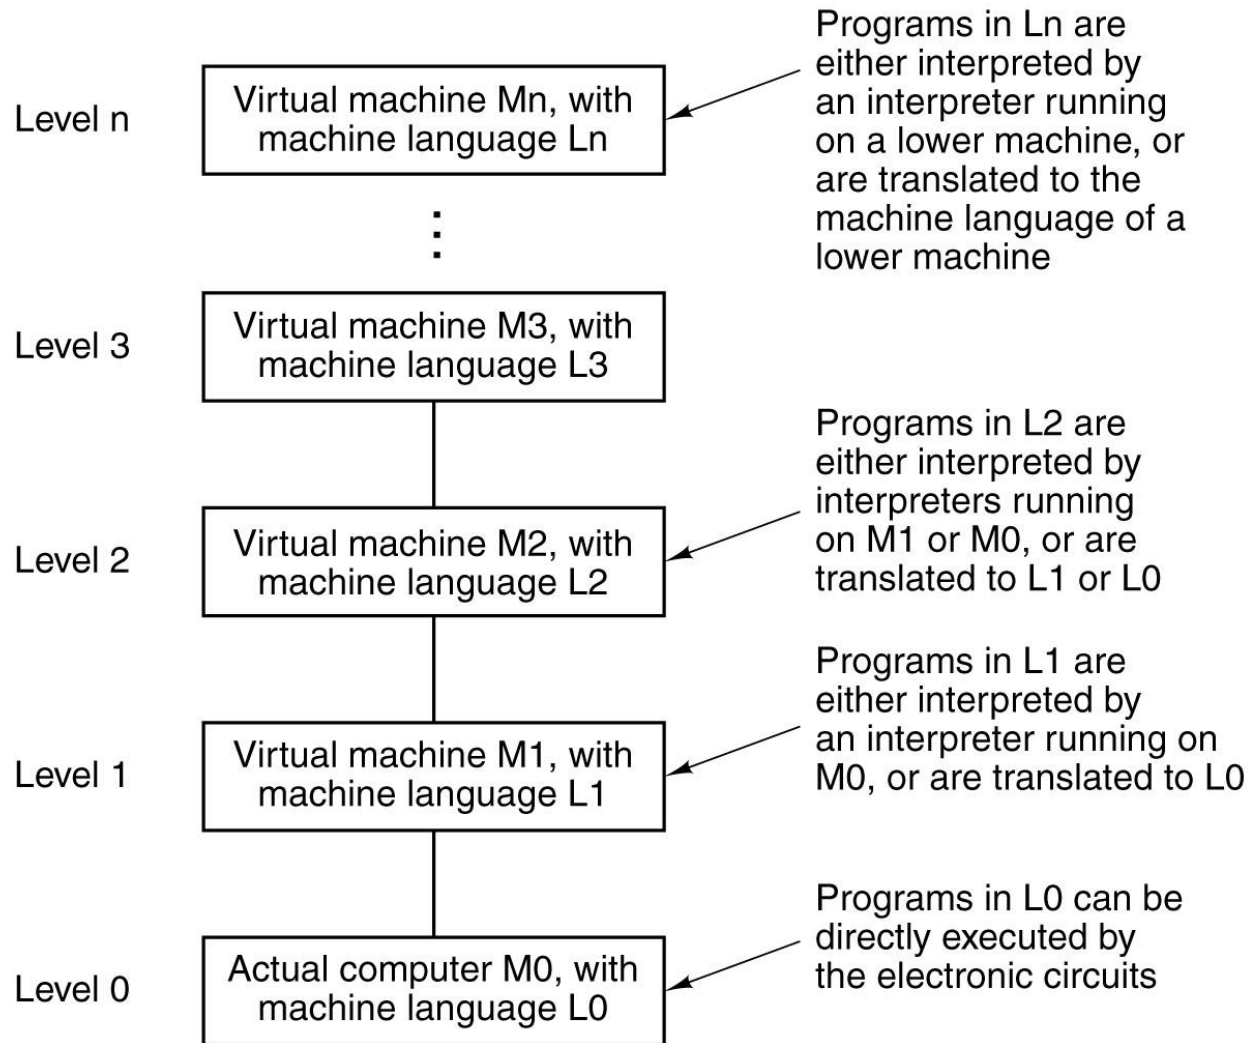 Programs in Ln are
either interpreted by
an interpreter running
on a lower machine, or
are translated to the
machine language of a
lower machine
Level n
Virtual machine Mn, with
machine language Ln
Level 3
Virtual machine M3, with
machine language L3
Programs in L2 are
either interpreted by
interpreters running
on M1 or M0, or are
translated to L1 or L0
Level 2
Virtual machine M2, with
machine language L2
Programs in L1 are
either interpreted by
an interpreter running on
M0, or are translated to L0
Level 1
Virtual machine M1, with
machine language L1
Programs in L0 can be
directly executed by
the electronic circuits
Level 0
Actual computer M0, with
machine language L0